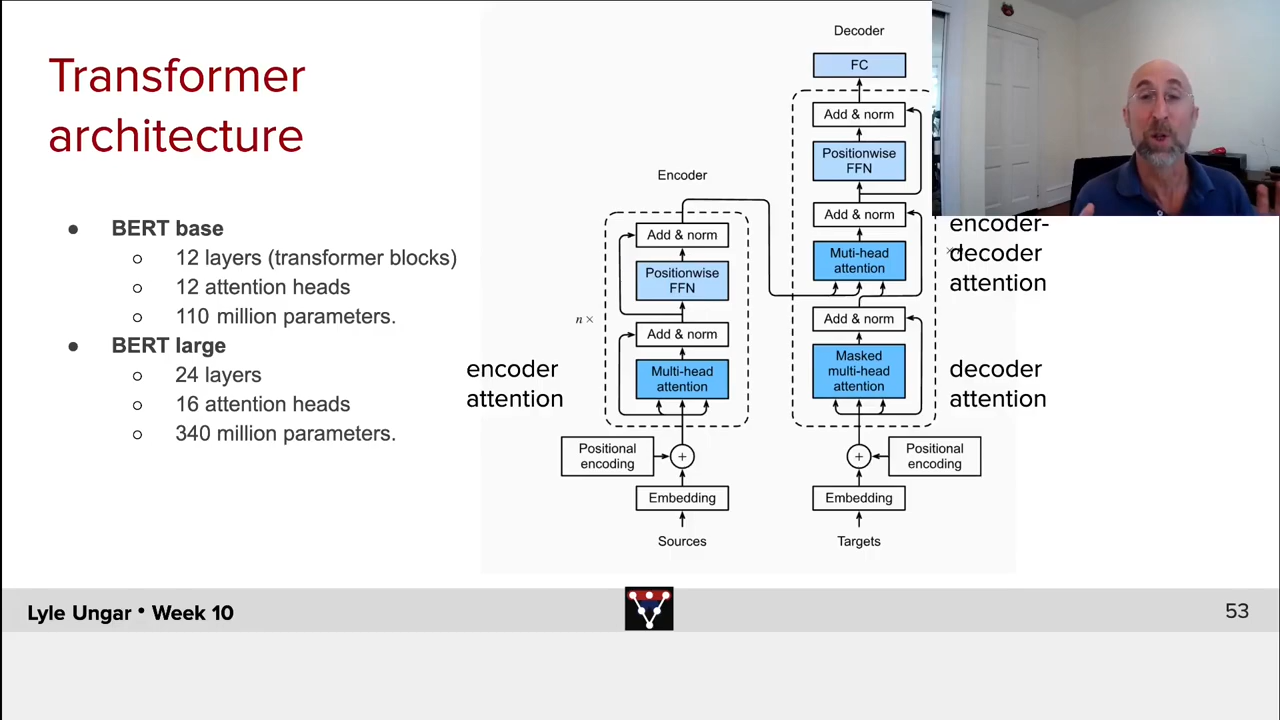 Transformer
architecture
● BERT base
○ 12 layers (transformer blocks)
○ 12 attention heads
○ 110 million parameters.
● BERT large
○ 24 layers
○ 16 attention heads
○ 340 million parameters.
Encoder
Add & norm
Positionwise
FFN
n ×
Add & norm
encoder
attention
Multi-head
attention
Positional
encoding
+
Embedding
Sources
Decoder
FC
Add & norm
Positionwise
FFN
Add & norm
Muti-head
attention
encoder-
decoder
attention
Add & norm
Masked
multi-head
attention
decoder
attention
+
Positional
encoding
Embedding
Targets
Lyle Ungar • Week 10
53